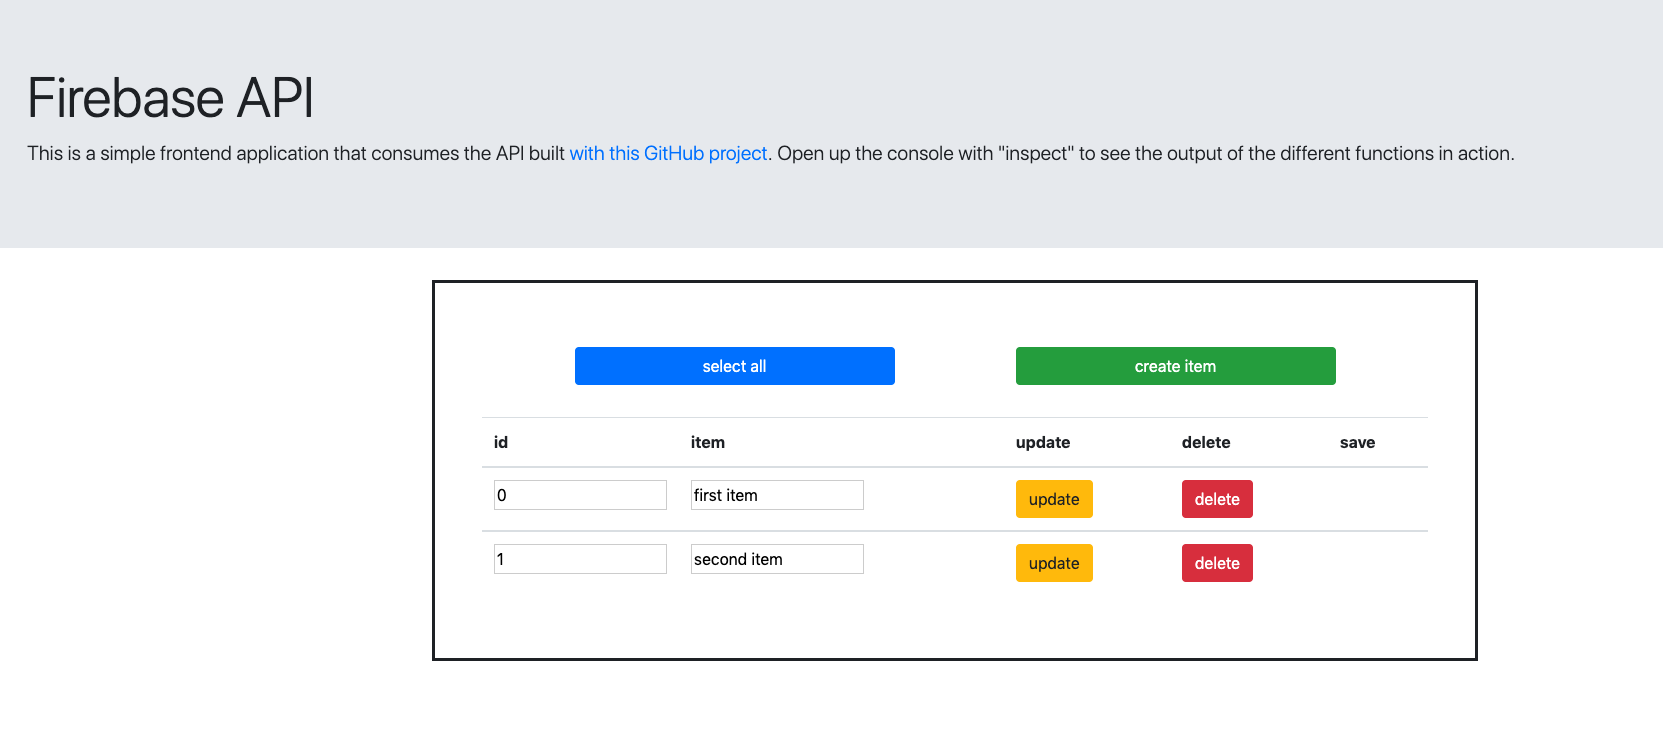 Firebase API
This is a simple frontend application that consumes the API built with this GitHub project. Open up the console with "inspect" to see the output of the different functions in action.
select all create item
id item update delete save
0 first item update delete
1 second item update delete